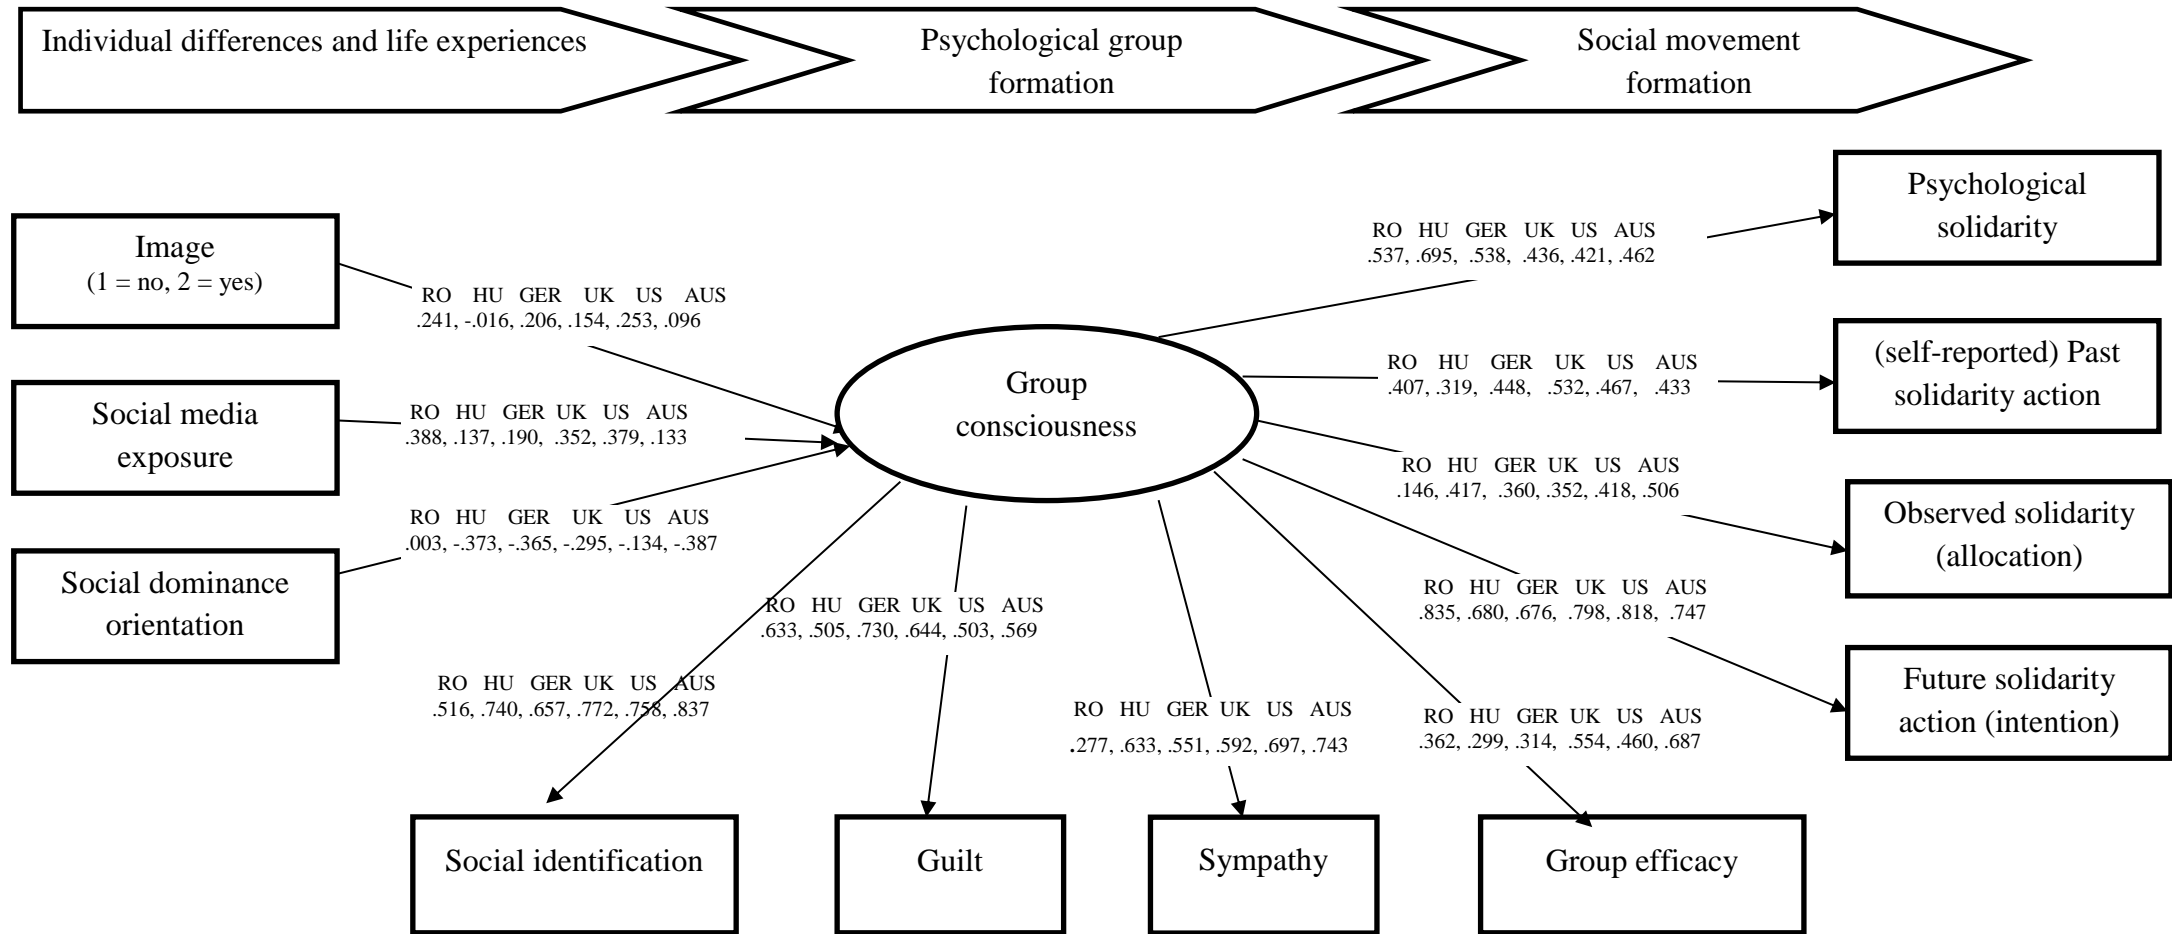 Individual differences and life experiences
Psychological group
formation
Social movement
formation
Image
(1 = no, 2 = yes)
RO HU GER UK US AUS
.241, -.016, .206, .154, .253, .096
Social media
exposure
RO HU GER UK US AUS
.388, .137, .190, .352, .379, .133
Social dominance
orientation
RO HU GER UK US AUS
.003, -.373, -.365, -.295, -.134, -.387
Group
consciousness
RO HU GER UK US AUS
.537, .695, .538, .436, .421, .462
Psychological
solidarity
RO HU GER UK US AUS
.407, .319, .448, .532, .467, .433
(self-reported) Past
solidarity action
RO HU GER UK US AUS
.146, .417, .360, .352, .418, .506
Observed solidarity
(allocation)
RO HU GER UK US AUS
.835, .680, .676, .798, .818, .747
Future solidarity
action (intention)
RO HU GER UK US AUS
.516, .740, .657, .772, .758, .837
Social identification
RO HU GER UK US AUS
.633, .505, .730, .644, .503, .569
Guilt
RO HU GER UK US AUS
.277, .633, .551, .592, .697, .743
Sympathy
RO HU GER UK US AUS
.362, .299, .314, .554, .460, .687
Group efficacy